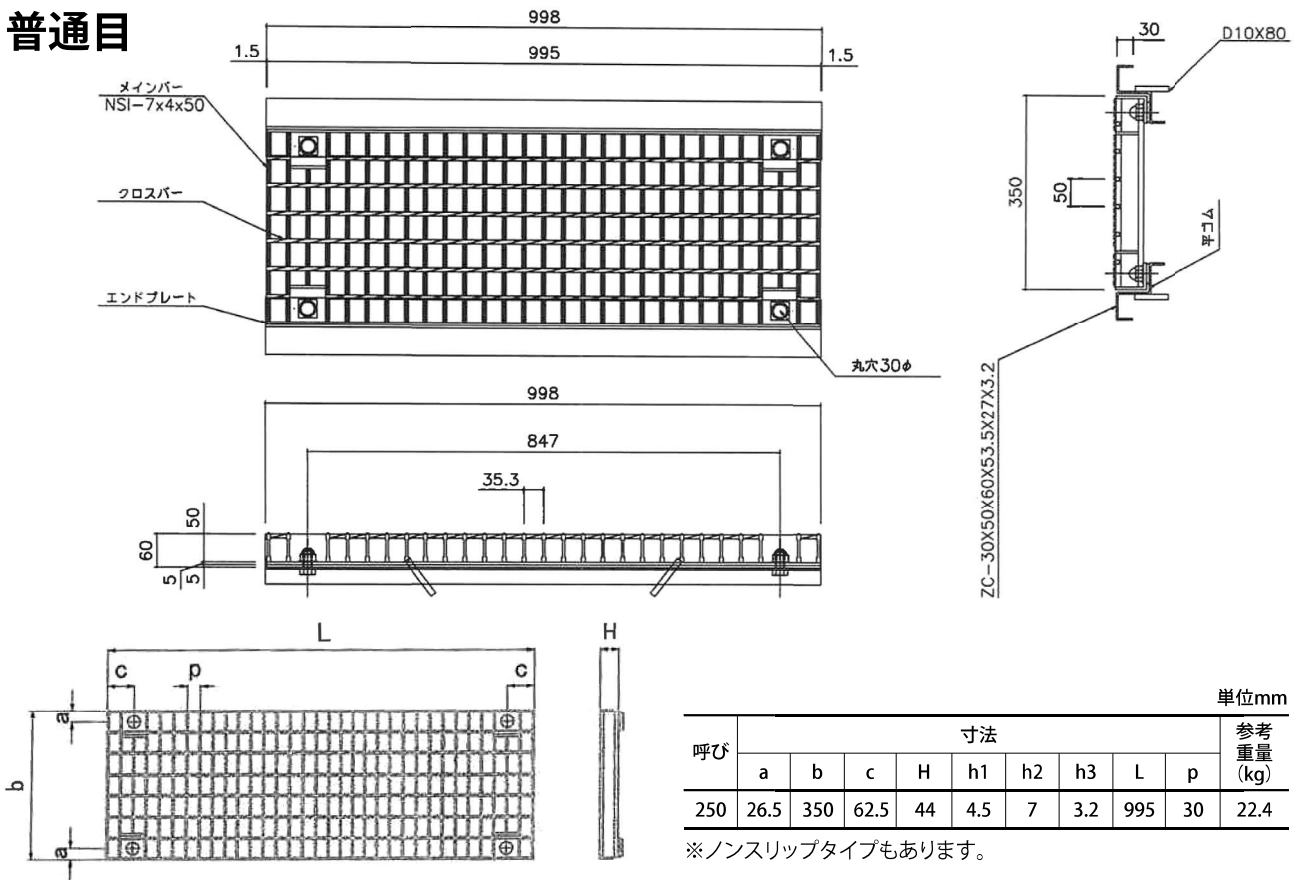 普通目
998
1.5
995
1.5
メインバー
NSI-7x4x50
クロスバー
エンドプレート
丸穴30φ
30
D10X80
350
50
平ゴム
ZC-30X50X60X53.5X27X3.2
998
847
35.3
50
60
5
5
L
H
c
p
c
a
b
a
単位mm
呼び 寸法 参考重量(kg)
a b c H h1 h2 h3 L p
250 26.5 350 62.5 44 4.5 7 3.2 995 30 22.4
※ノンスリップタイプもあります。